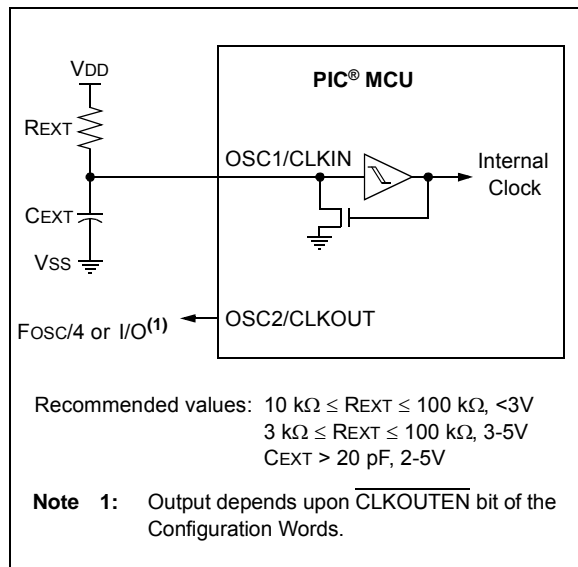 VDD
PIC® MCU
REXT
OSC1/CLKIN
Internal
Clock
CEXT
VSS
OSC2/CLKOUT
FOSC/4 or I/O(1)
Recommended values: 10 kΩ ≤ REXT ≤ 100 kΩ, <3V
3 kΩ ≤ REXT ≤ 100 kΩ, 3-5V
CEXT > 20 pF, 2-5V
Note 1: Output depends upon CLKOUTEN bit of the
Configuration Words.